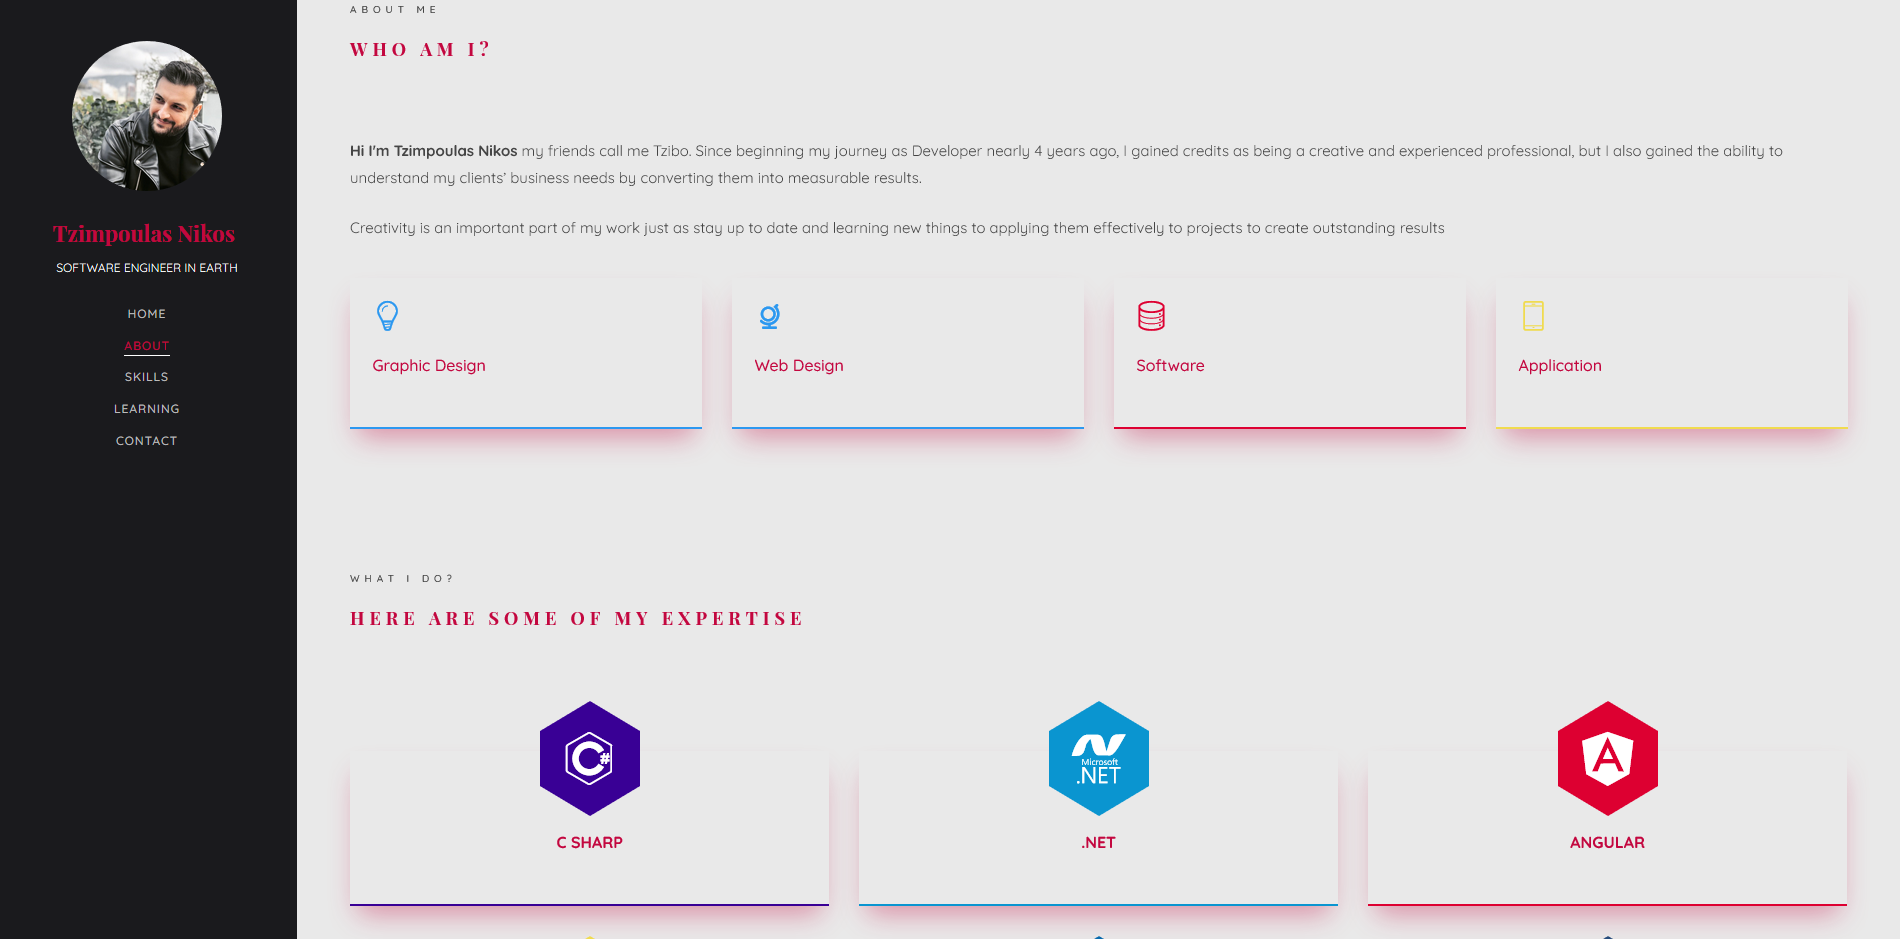 Tzimpoulas Nikos
SOFTWARE ENGINEER IN EARTH
HOME
ABOUT
SKILLS
LEARNING
CONTACT
ABOUT ME
WHO AM I?
Hi I'm Tzimpoulas Nikos my friends call me Tzibo. Since beginning my journey as Developer nearly 4 years ago, I gained credits as being a creative and experienced professional, but I also gained the ability to
understand my clients’ business needs by converting them into measurable results.
Creativity is an important part of my work just as stay up to date and learning new things to applying them effectively to projects to create outstanding results
Graphic Design
Web Design
Software
Application
WHAT I DO?
HERE ARE SOME OF MY EXPERTISE
C#
Microsoft
.NET
A
C SHARP
.NET
ANGULAR